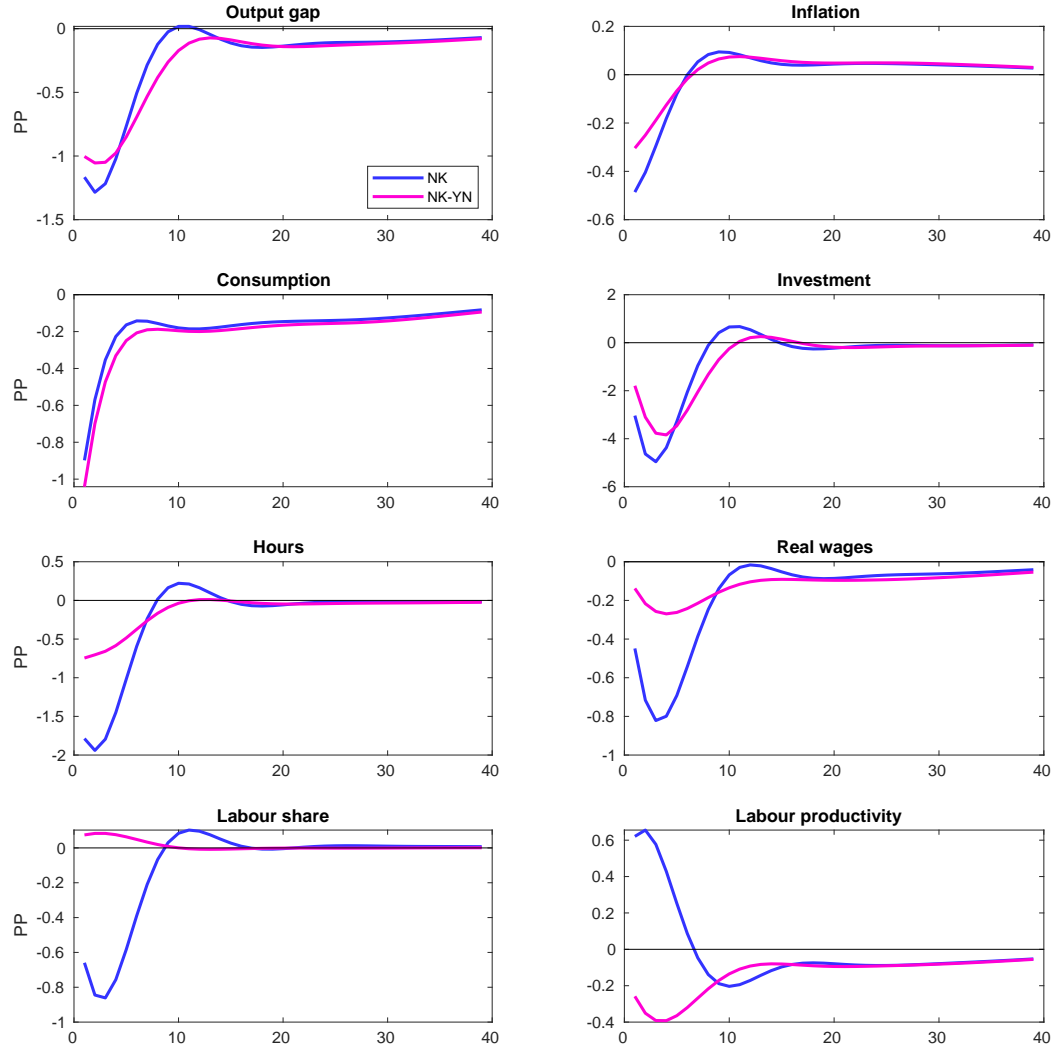 Output gap
0
-0.5
-1
-1.5
PP
NK
NK-YN
0 10 20 30 40
Inflation
0.2
0
-0.2
-0.4
-0.6
0 10 20 30 40
Consumption
0
-0.2
-0.4
-0.6
-0.8
-1
PP
0 10 20 30 40
Investment
2
0
-2
-4
-6
0 10 20 30 40
Hours
0.5
0
-0.5
-1
-1.5
-2
PP
0 10 20 30 40
Real wages
0
-0.2
-0.4
-0.6
-0.8
-1
0 10 20 30 40
Labour share
0
-0.2
-0.4
-0.6
-0.8
-1
PP
0 10 20 30 40
Labour productivity
0.6
0.4
0.2
0
-0.2
-0.4
0 10 20 30 40